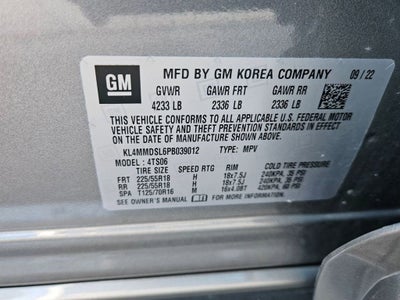 GM MFD BY GM KOREA COMPANY 09 / 22
GVWR GAWR FRT GAWR RR
4233 LB 2336 LB 2336 LB
THIS VEHICLE CONFORMS TO ALL APPLICABLE U.S. FEDERAL MOTOR
VEHICLE SAFETY AND THEFT PREVENTION STANDARDS IN EFFECT
ON THE DATE OF MANUFACTURE SHOWN ABOVE.
KL4MMDSL6PB039012 TYPE : MPV
MODEL : 4TS06
TIRE SIZE SPEED RTG RIM COLD TIRE PRESSURE
FRT 225/55R18 H 18x7.5J 240KPA, 35 PSI
RR 225/55R18 H 18x7.5J 240KPA, 35 PSI
SPA T125/70R16 M 16x4.0BT 420KPA, 60 PSI
SEE OWNER'S MANUAL FOR MORE INFORMATION.